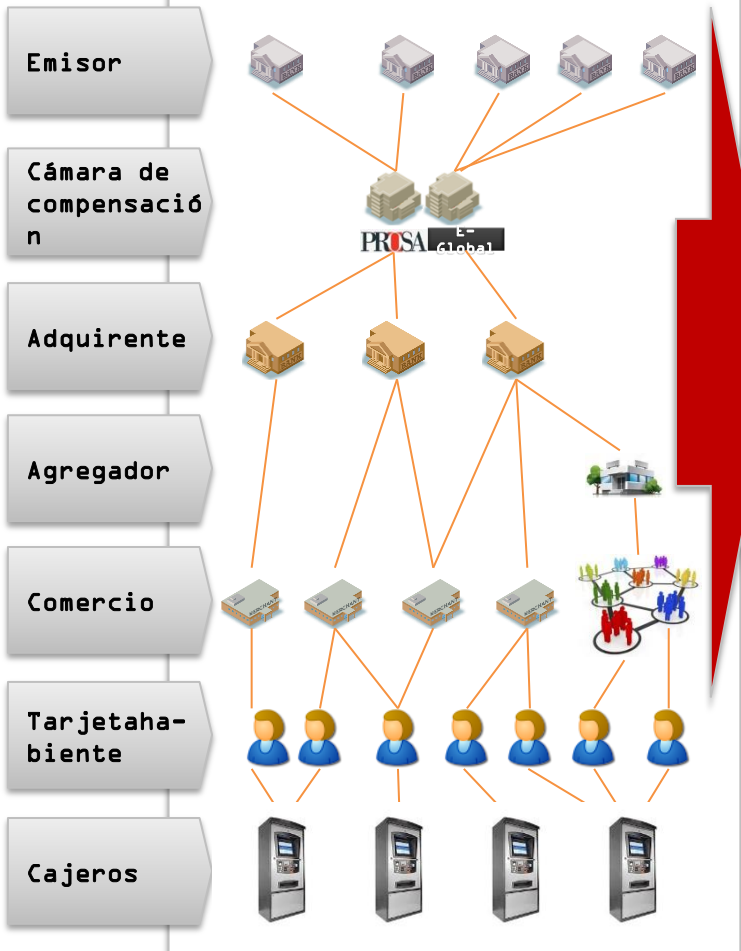 Emisor
Cámara de
compensació
n
PROSA
E-
Global
Adquirente
Agregador
Comercio
Tarjetaha-
biente
Cajeros